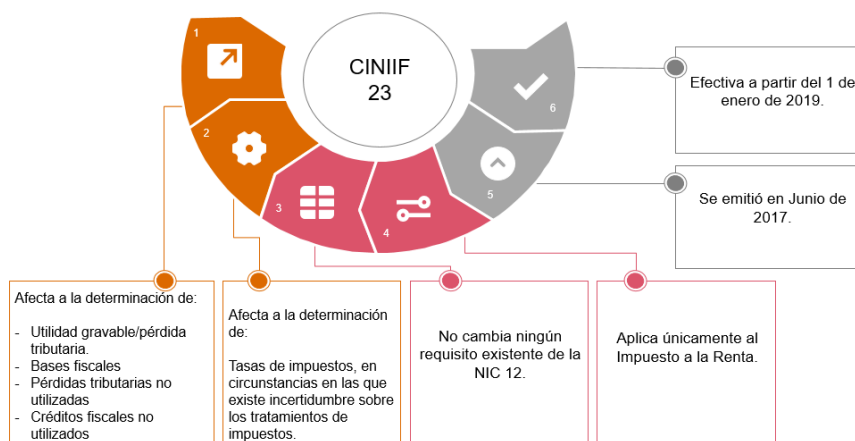 CINIIF
23
1
2
3
4
5
6
Efectiva a partir del 1 de
enero de 2019.
Se emitió en Junio de
2017.
Afecta a la determinación de:
- Utilidad gravable/pérdida
tributaria.
- Bases fiscales
- Pérdidas tributarias no
utilizadas
- Créditos fiscales no
utilizados
Afecta a la determinación
de:
Tasas de impuestos, en
circunstancias en las que
existe incertidumbre sobre
los tratamientos de
impuestos.
No cambia ningún
requisito existente de la
NIC 12.
Aplica únicamente al
Impuesto a la Renta.